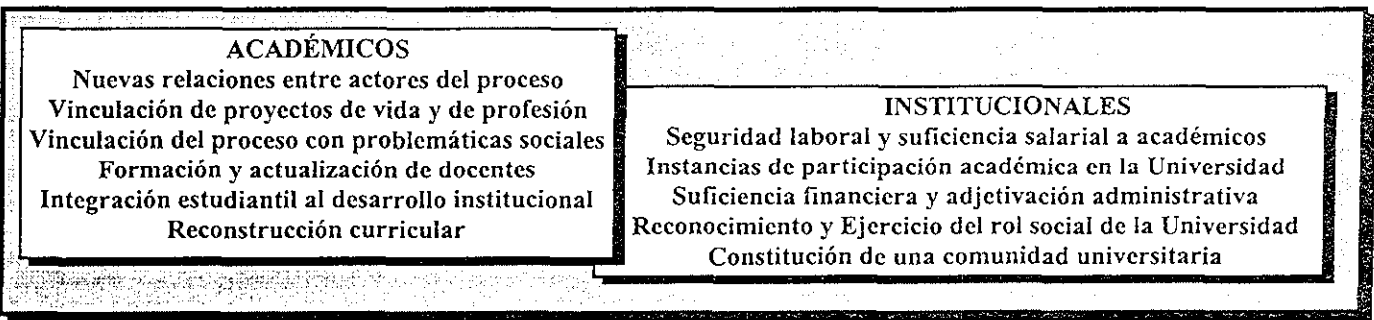 ACADÉMICOS
Nuevas relaciones entre actores del proceso
Vinculación de proyectos de vida y de profesión
Vinculación del proceso con problemáticas sociales
Formación y actualización de docentes
Integración estudiantil al desarrollo institucional
Reconstrucción curricular
INSTITUCIONALES
Seguridad laboral y suficiencia salarial a académicos
Instancias de participación académica en la Universidad
Suficiencia financiera y adjetivación administrativa
Reconocimiento y Ejercicio del rol social de la Universidad
Constitución de una comunidad universitaria